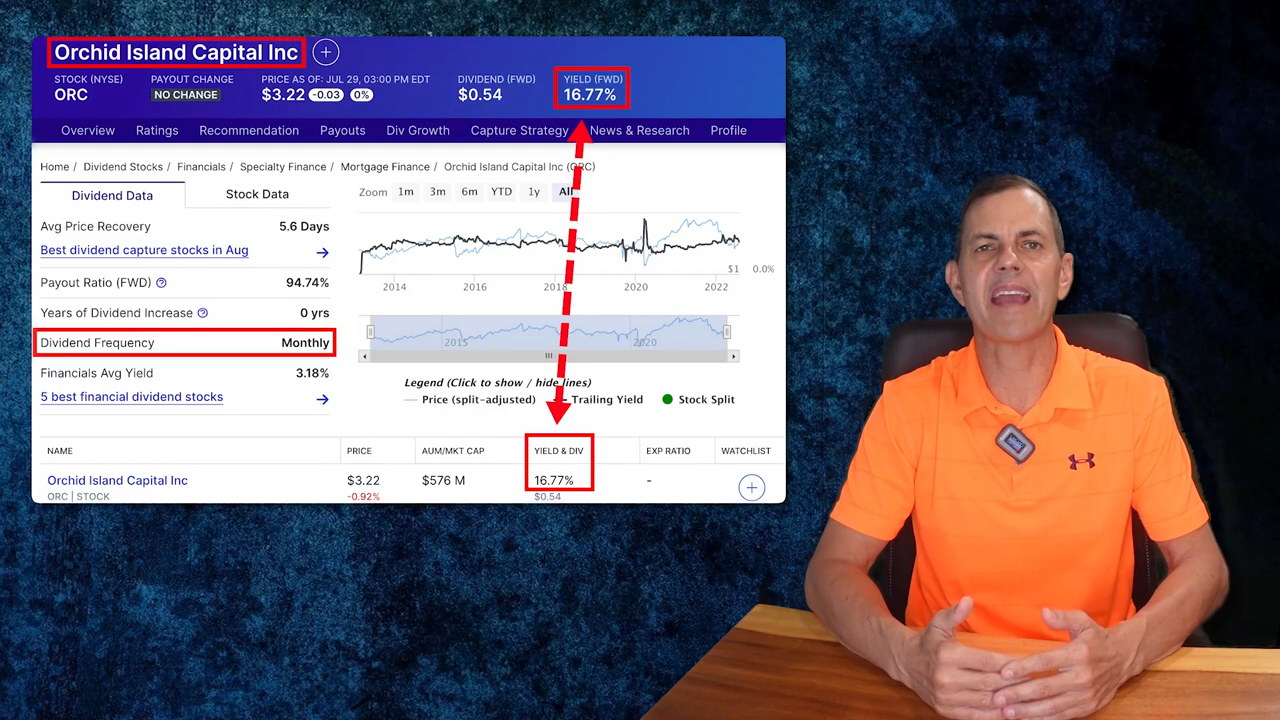 Orchid Island Capital Inc +
STOCK (NYSE) PAYOUT CHANGE PRICE AS OF: JUL 29, 03:00 PM EDT DIVIDEND (FWD) YIELD (FWD)
ORC NO CHANGE $3.22 -0.03 0% $0.54 16.77%
Overview Ratings Recommendation Payouts Div Growth Capture Strategy News & Research Profile
Home / Dividend Stocks / Financials / Specialty Finance / Mortgage Finance / Orchid Island Capital Inc (ORC)
Dividend Data Stock Data
Zoom 1m 3m 6m YTD 1y All
Avg Price Recovery 5.6 Days
Best dividend capture stocks in Aug →
$1 0.0%
Payout Ratio (FWD) ? 94.74%
2014 2016 2018 2020 2022
Years of Dividend Increase ? 0 yrs
Dividend Frequency Monthly
2015 2020
Financials Avg Yield 3.18%
Legend (Click to show / hide lines)
5 best financial dividend stocks →
Price (split-adjusted) Trailing Yield Stock Split
NAME PRICE AUM/MKT CAP YIELD & DIV EXP RATIO WATCHLIST
Orchid Island Capital Inc $3.22 $576 M 16.77% - +
ORC | STOCK -0.92% $0.54